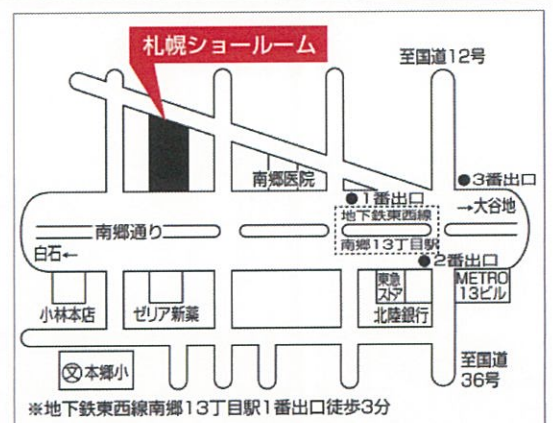 札幌ショールーム
至国道12号
南郷医院
●3番出口
●1番出口
→大谷地
地下鉄東西線
南郷通り
南郷13丁目駅
白石←
●2番出口
東急
ストア
METRO
13ビル
小林本店
ゼリア新薬
北陸銀行
文本郷小
至国道
36号
※地下鉄東西線南郷13丁目駅1番出口徒歩3分